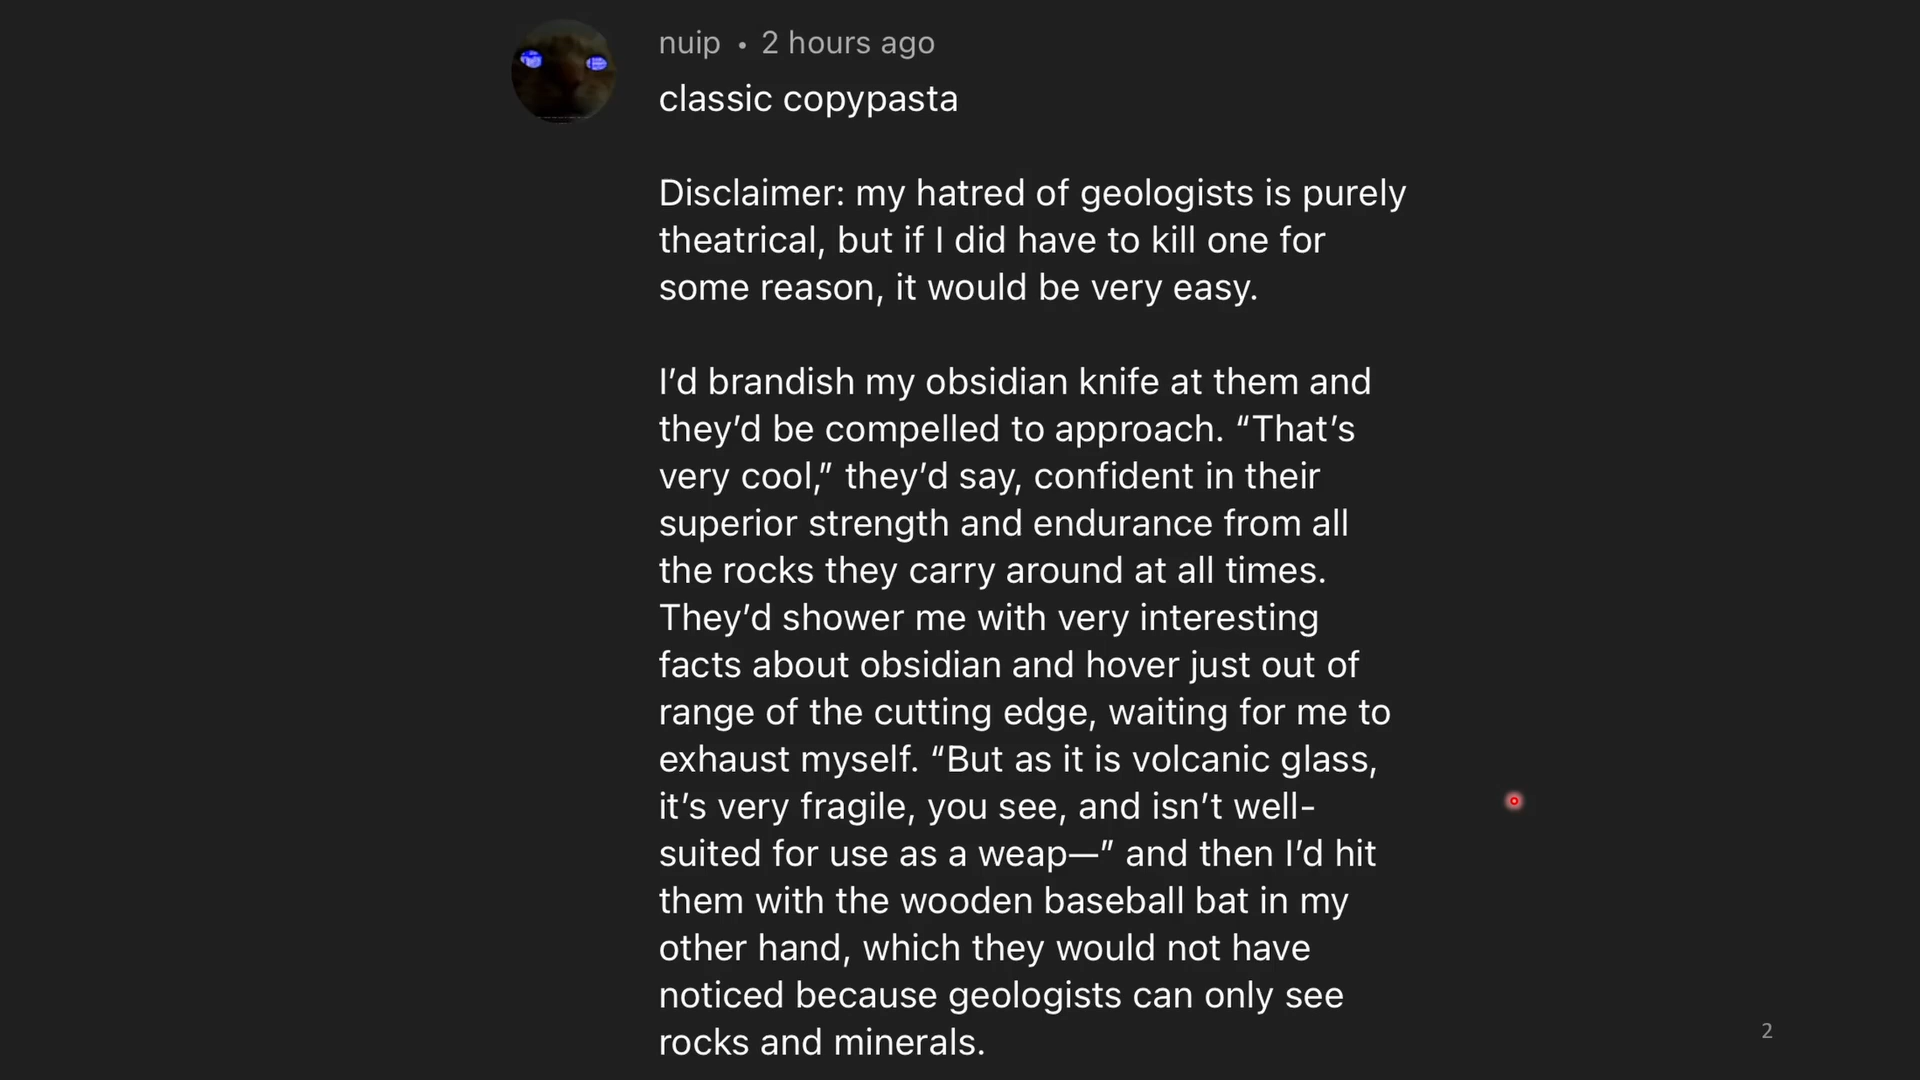 nuip • 2 hours ago
classic copypasta
Disclaimer: my hatred of geologists is purely
theatrical, but if I did have to kill one for
some reason, it would be very easy.
I’d brandish my obsidian knife at them and
they’d be compelled to approach. “That’s
very cool,” they’d say, confident in their
superior strength and endurance from all
the rocks they carry around at all times.
They’d shower me with very interesting
facts about obsidian and hover just out of
range of the cutting edge, waiting for me to
exhaust myself. “But as it is volcanic glass,
it’s very fragile, you see, and isn’t well-
suited for use as a weap—” and then I’d hit
them with the wooden baseball bat in my
other hand, which they would not have
noticed because geologists can only see
rocks and minerals.
2